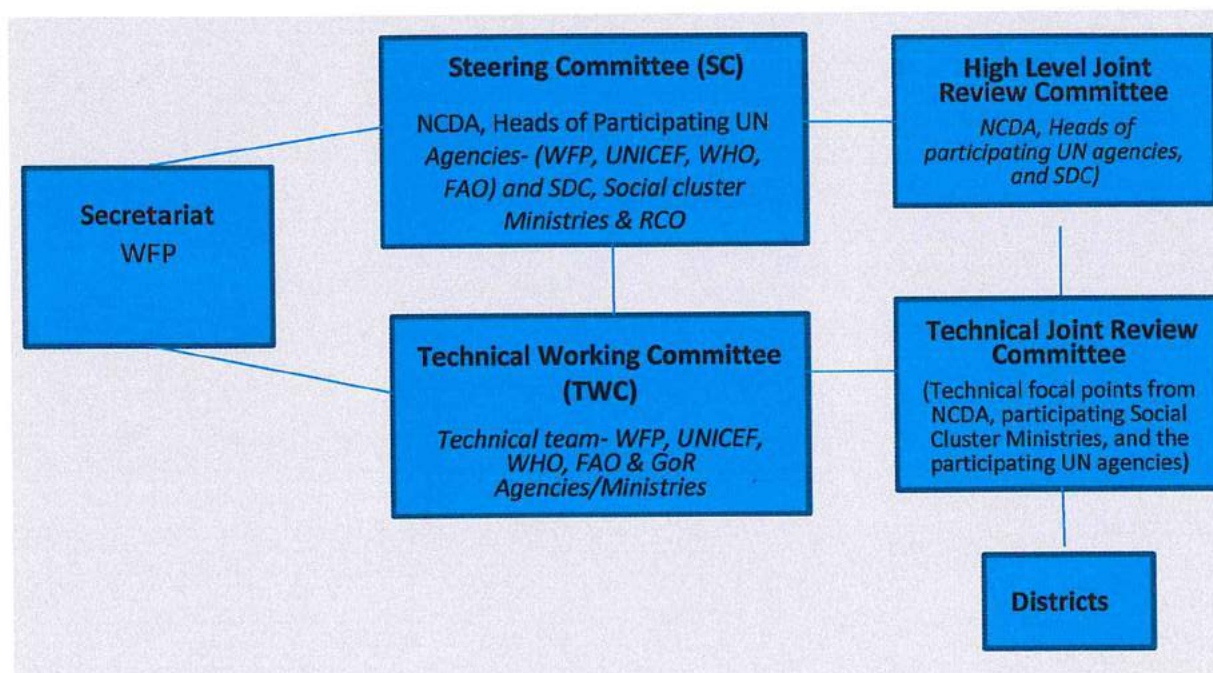 Steering Committee (SC)
NCDA, Heads of Participating UN
Agencies- (WFP, UNICEF, WHO,
FAO) and SDC, Social cluster
Ministries & RCO
High Level Joint
Review Committee
NCDA, Heads of
participating UN agencies,
and SDC)
Secretariat
WFP
Technical Working Committee
(TWC)
Technical team- WFP, UNICEF,
WHO, FAO & GoR
Agencies/Ministries
Technical Joint Review
Committee
(Technical focal points from
NCDA, participating Social
Cluster Ministries, and the
participating UN agencies)
Districts